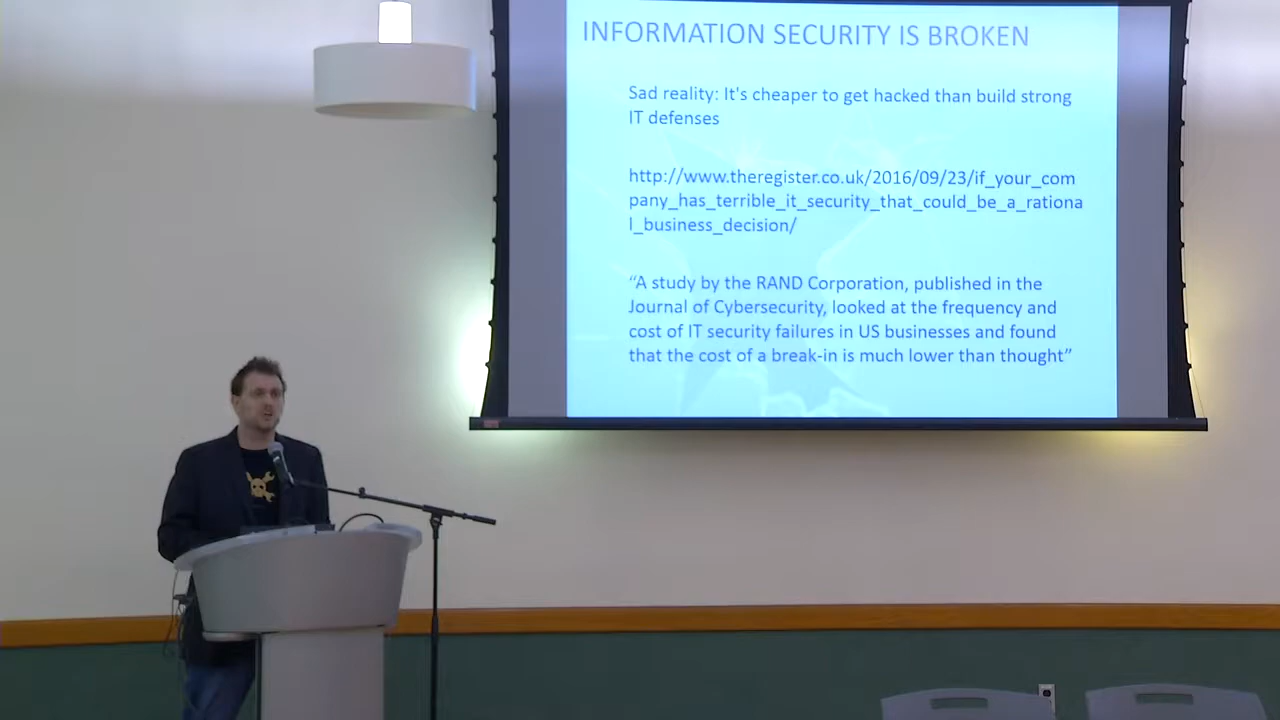 INFORMATION SECURITY IS BROKEN
Sad reality: It's cheaper to get hacked than build strong
IT defenses
http://www.theregister.co.uk/2016/09/23/if_your_com
pany_has_terrible_it_security_that_could_be_a_rationa
l_business_decision/
“A study by the RAND Corporation, published in the
Journal of Cybersecurity, looked at the frequency and
cost of IT security failures in US businesses and found
that the cost of a break-in is much lower than thought”